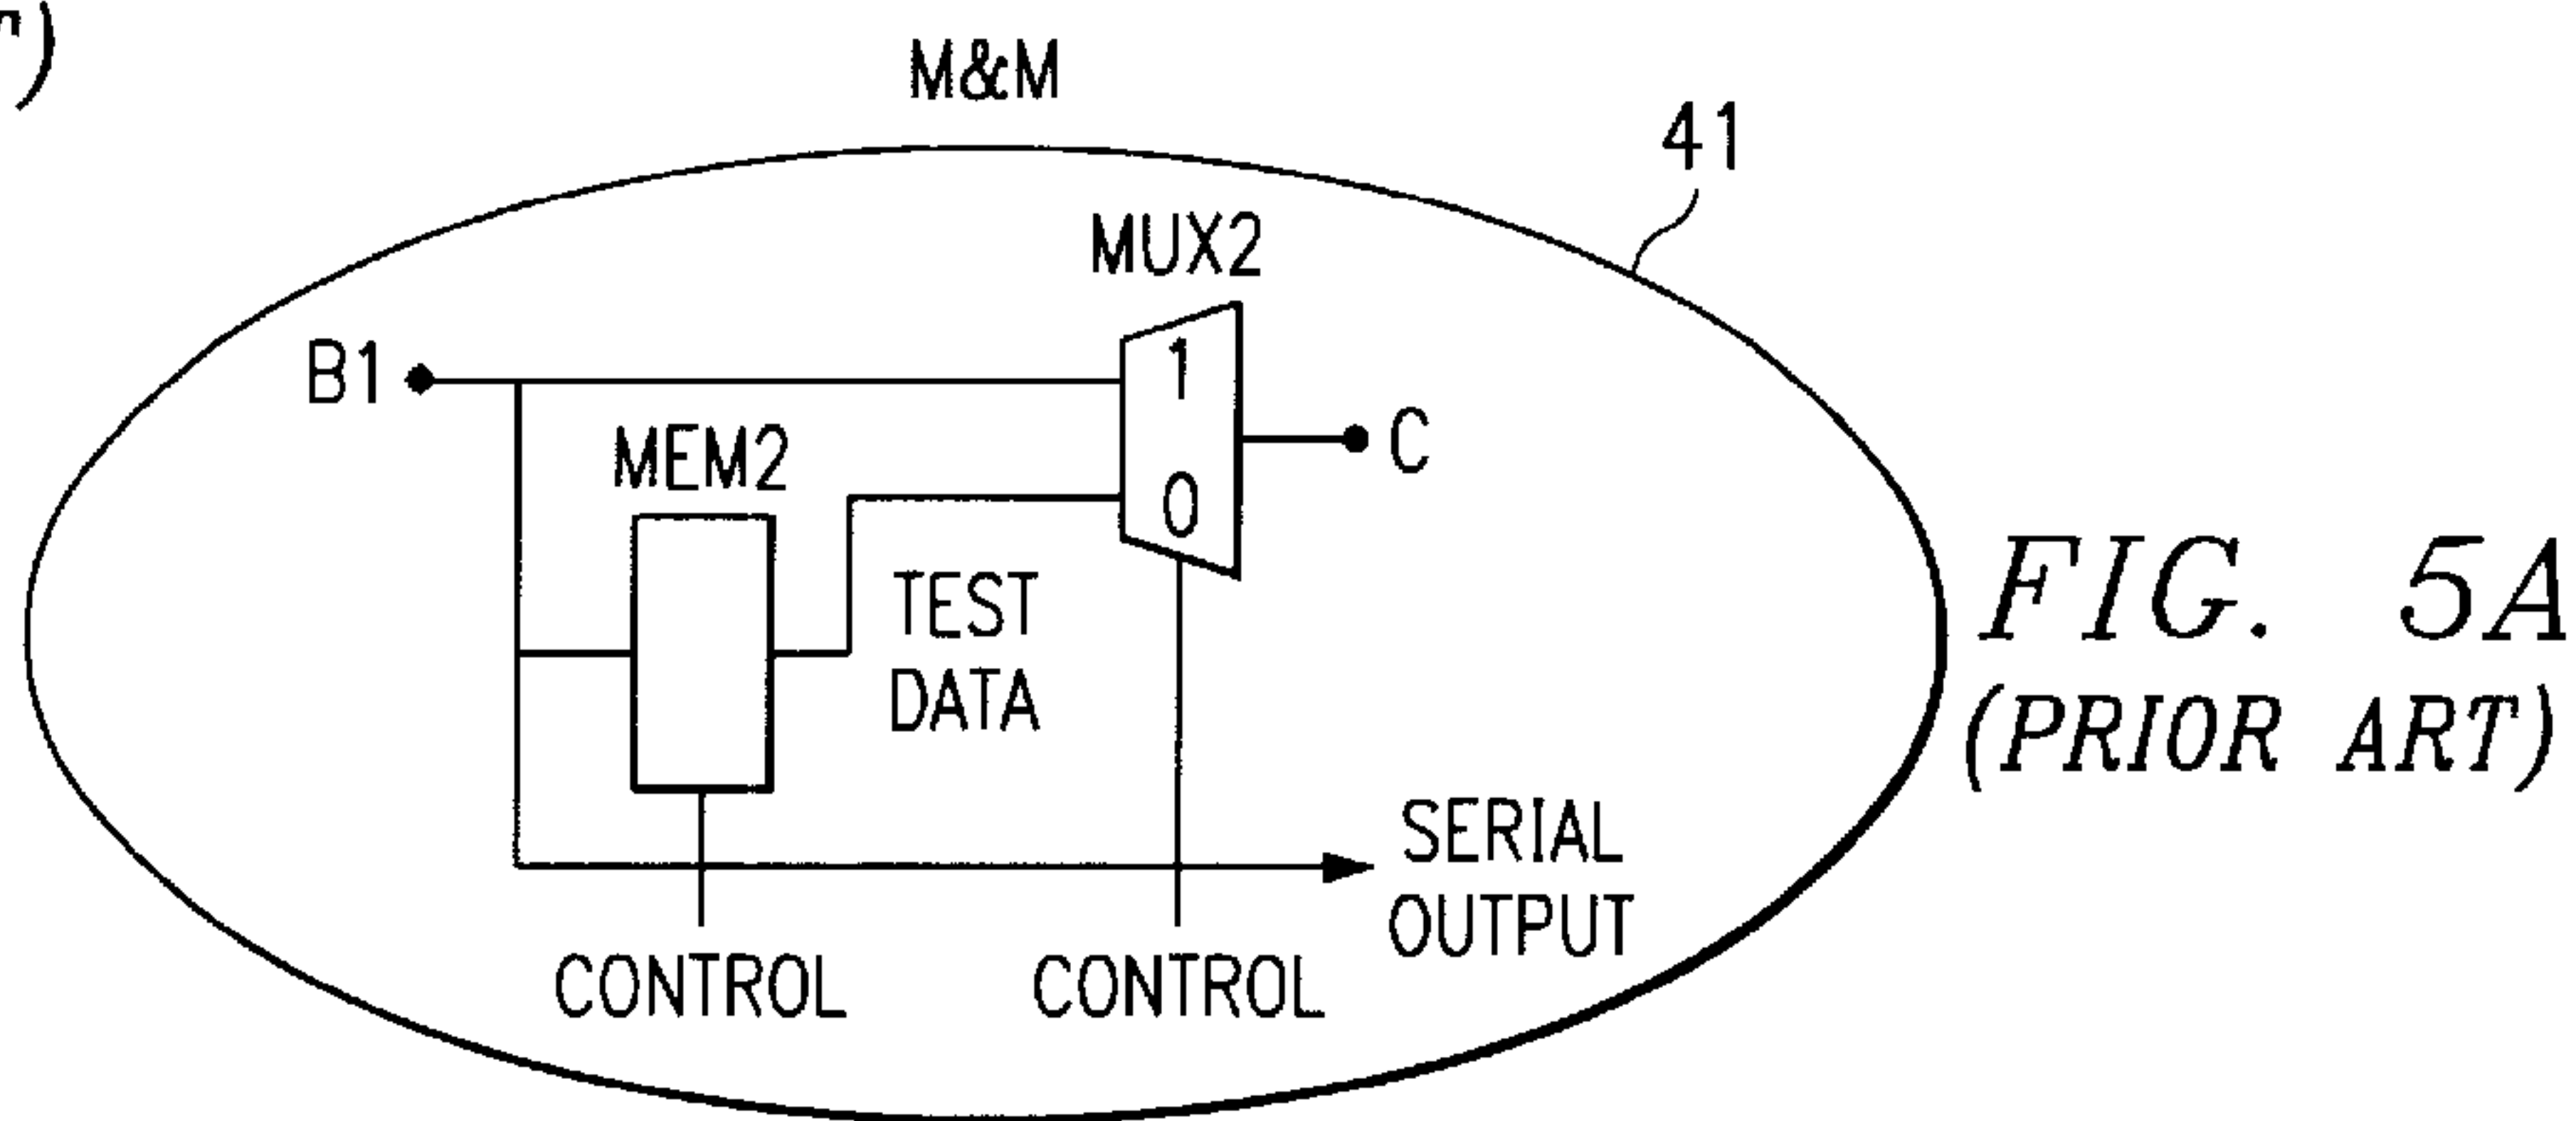 M&M
41
MUX2
B1
1
MEM2
C
0
TEST
DATA
FIG. 5A
(PRIOR ART)
SERIAL
OUTPUT
CONTROL
CONTROL